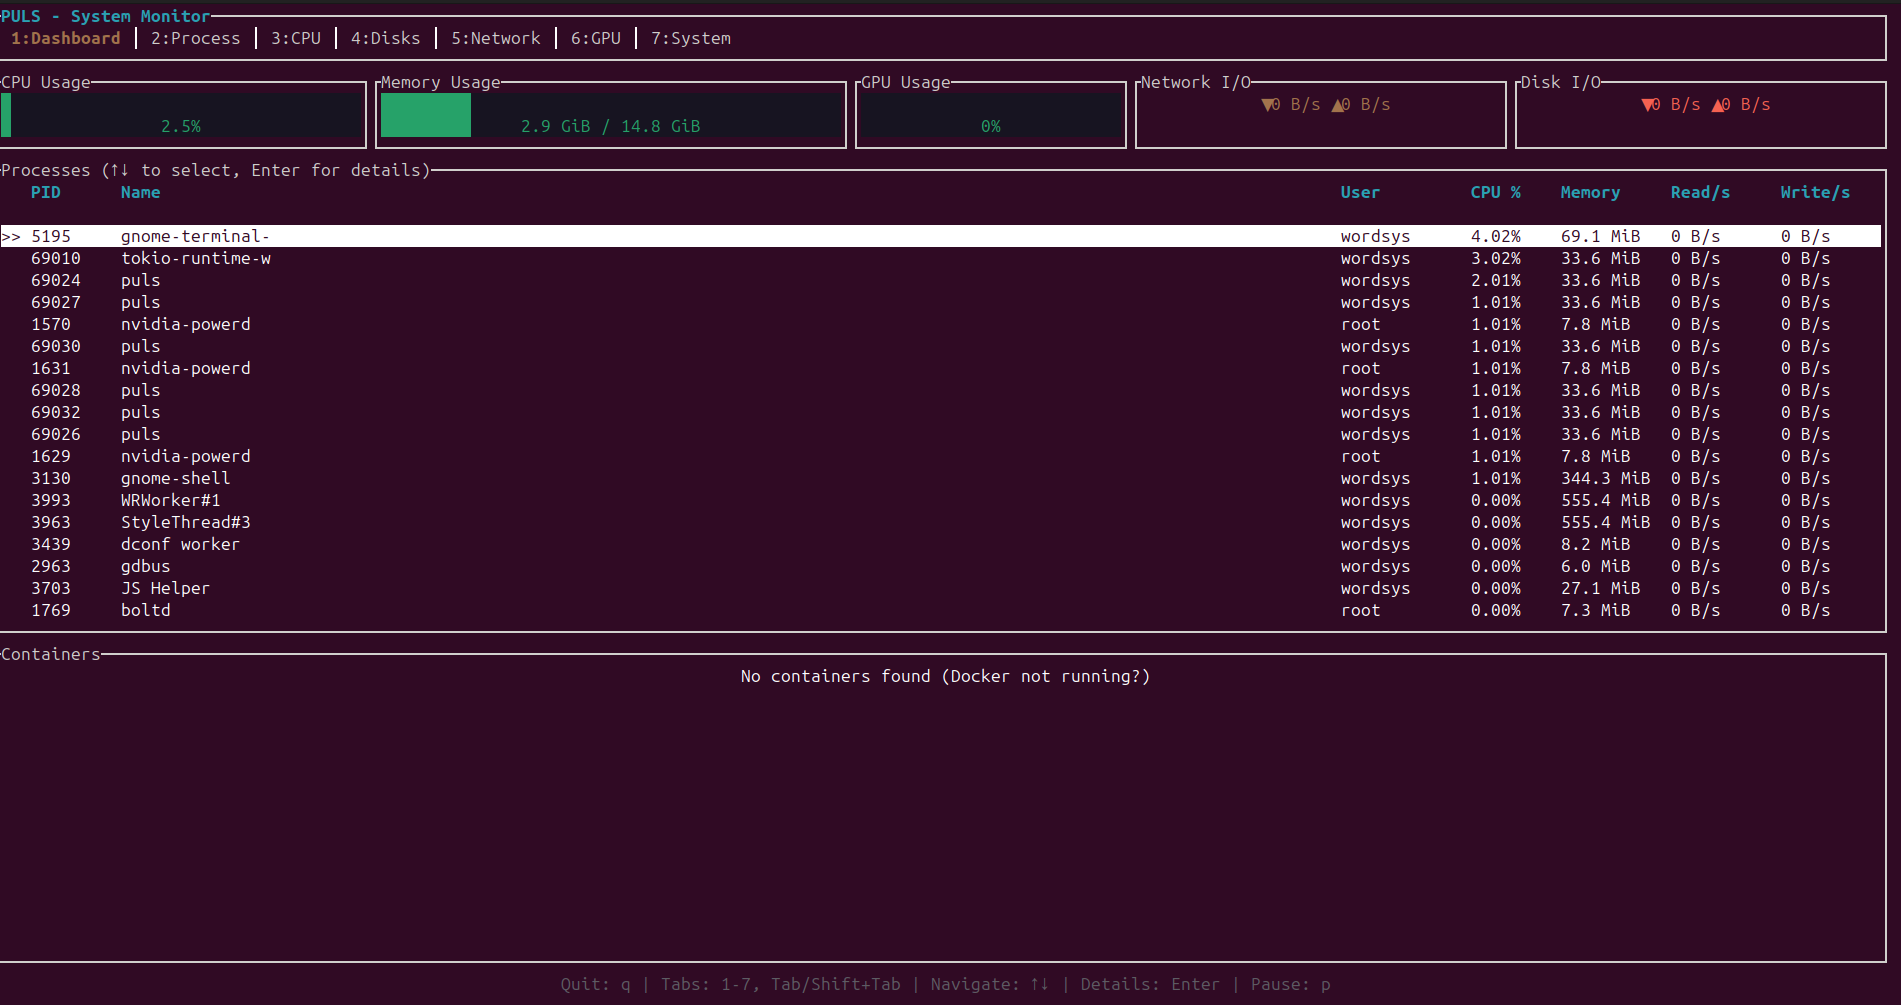 PULS - System Monitor
1:Dashboard | 2:Process | 3:CPU | 4:Disks | 5:Network | 6:GPU | 7:System
CPU Usage Memory Usage GPU Usage Network I/O Disk I/O
▼0 B/s ▲0 B/s ▼0 B/s ▲0 B/s
2.5% 2.9 GiB / 14.8 GiB 0%
Processes (↑↓ to select, Enter for details)
PID Name User CPU % Memory Read/s Write/s
>> 5195 gnome-terminal- wordsys 4.02% 69.1 MiB 0 B/s 0 B/s
69010 tokio-runtime-w wordsys 3.02% 33.6 MiB 0 B/s 0 B/s
69024 puls wordsys 2.01% 33.6 MiB 0 B/s 0 B/s
69027 puls wordsys 1.01% 33.6 MiB 0 B/s 0 B/s
1570 nvidia-powerd root 1.01% 7.8 MiB 0 B/s 0 B/s
69030 puls wordsys 1.01% 33.6 MiB 0 B/s 0 B/s
1631 nvidia-powerd root 1.01% 7.8 MiB 0 B/s 0 B/s
69028 puls wordsys 1.01% 33.6 MiB 0 B/s 0 B/s
69032 puls wordsys 1.01% 33.6 MiB 0 B/s 0 B/s
69026 puls wordsys 1.01% 33.6 MiB 0 B/s 0 B/s
1629 nvidia-powerd root 1.01% 7.8 MiB 0 B/s 0 B/s
3130 gnome-shell wordsys 1.01% 344.3 MiB 0 B/s 0 B/s
3993 WRWorker#1 wordsys 0.00% 555.4 MiB 0 B/s 0 B/s
3963 StyleThread#3 wordsys 0.00% 555.4 MiB 0 B/s 0 B/s
3439 dconf worker wordsys 0.00% 8.2 MiB 0 B/s 0 B/s
2963 gdbus wordsys 0.00% 6.0 MiB 0 B/s 0 B/s
3703 JS Helper wordsys 0.00% 27.1 MiB 0 B/s 0 B/s
1769 boltd root 0.00% 7.3 MiB 0 B/s 0 B/s
Containers
No containers found (Docker not running?)
Quit: q | Tabs: 1-7, Tab/Shift+Tab | Navigate: ↑↓ | Details: Enter | Pause: p